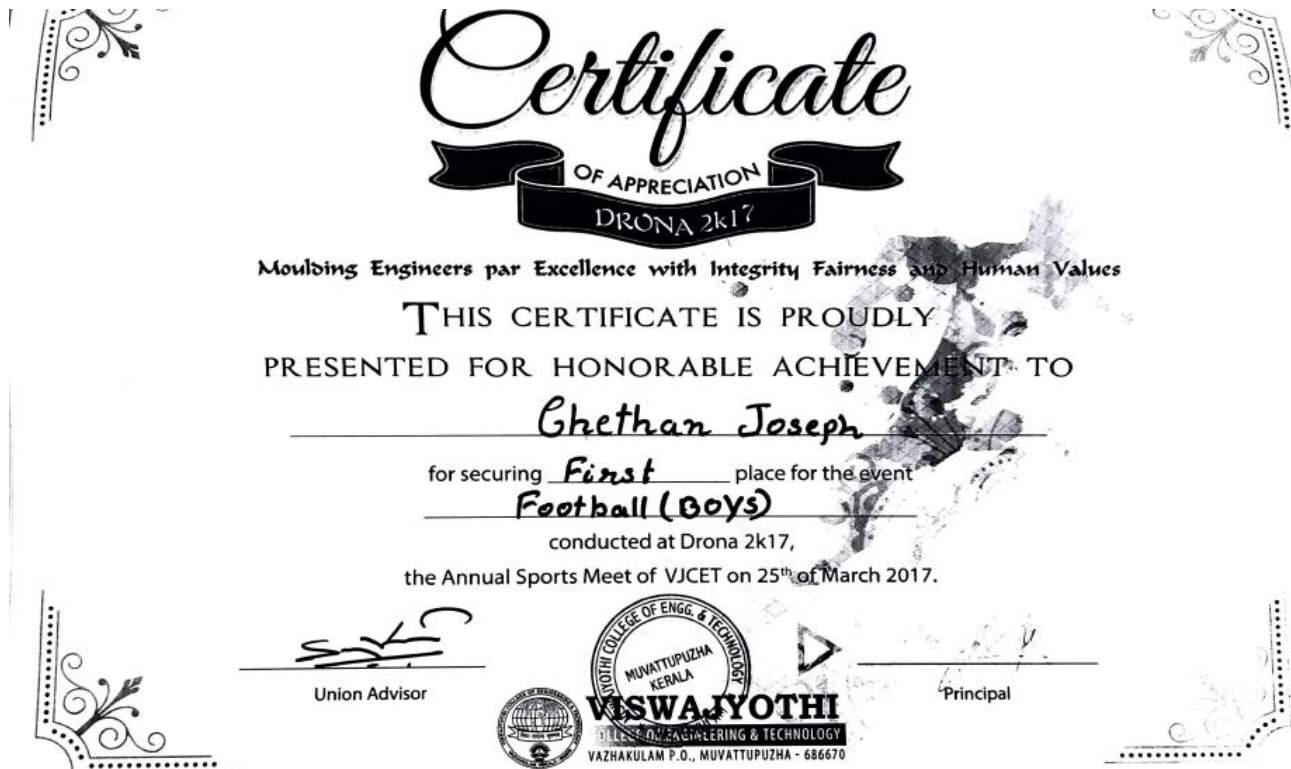 Certificate
OF APPRECIATION
DRONA 2k17
Moulding Engineers par Excellence with Integrity Fairness and Human Values
THIS CERTIFICATE IS PROUDLY
PRESENTED FOR HONORABLE ACHIEVEMENT TO
Chethan Joseph
for securing First place for the event
Football (BOYS)
conducted at Drona 2k17,
the Annual Sports Meet of VJCET on 25th of March 2017.
Union Advisor
Principal
COLLEGE OF ENGG. & TECHNOLOGY
MUVATTUPUZHA
KERALA
VISWAJYOTHI
COLLEGE OF ENGINEERING & TECHNOLOGY
VAZHAKULAM P.O., MUVATTUPUZHA - 686670